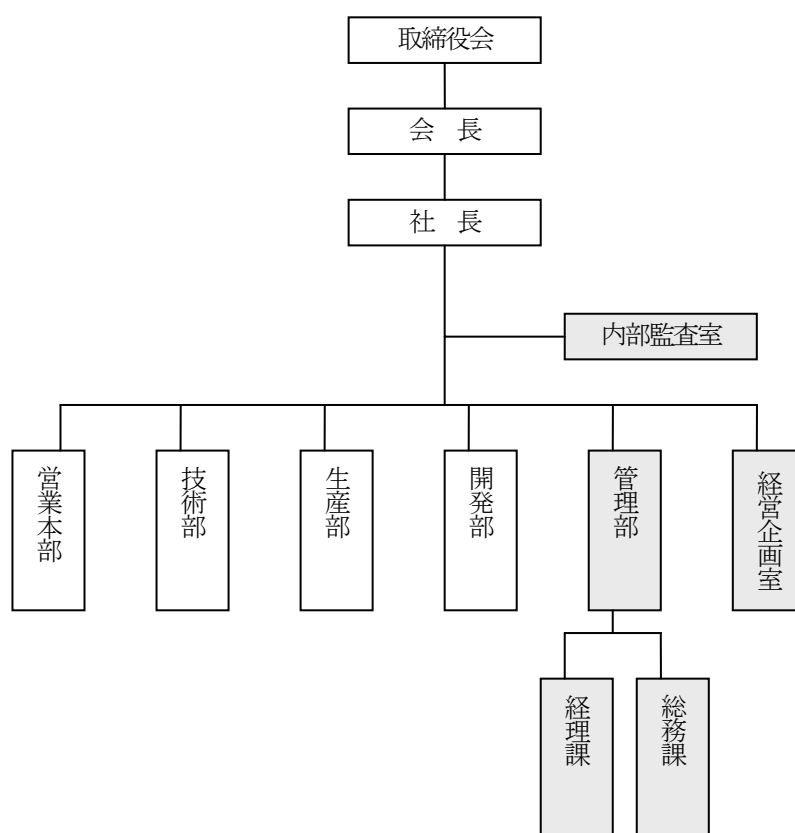 取締役会
会 長
社 長
内部監査室
営業本部
技術部
生産部
開発部
管理部
経営企画室
経理課
総務課